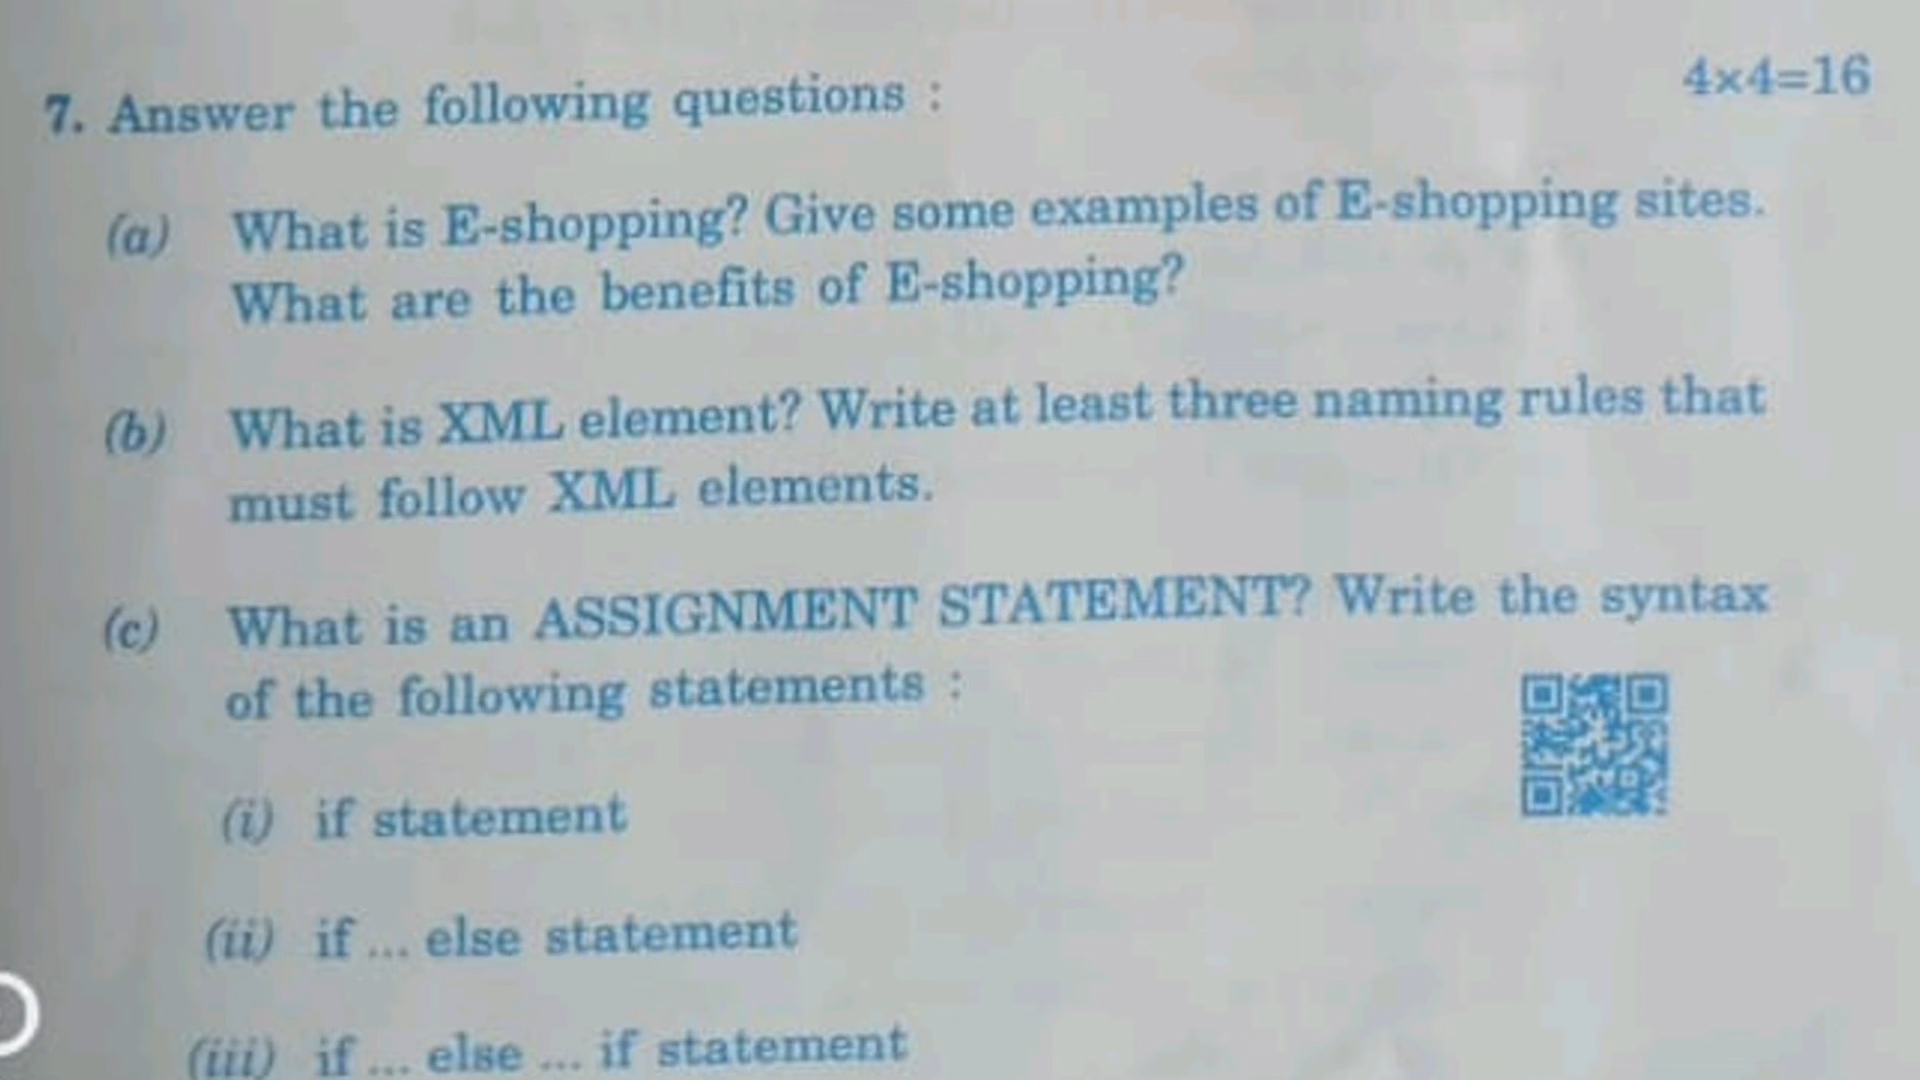 7. Answer the following questions : 4×4=16
(a) What is E-shopping? Give some examples of E-shopping sites.
What are the benefits of E-shopping?
(b) What is XML element? Write at least three naming rules that
must follow XML elements.
(c) What is an ASSIGNMENT STATEMENT? Write the syntax
of the following statements :
(i) if statement
(ii) if ... else statement
(iii) if ... else ... if statement